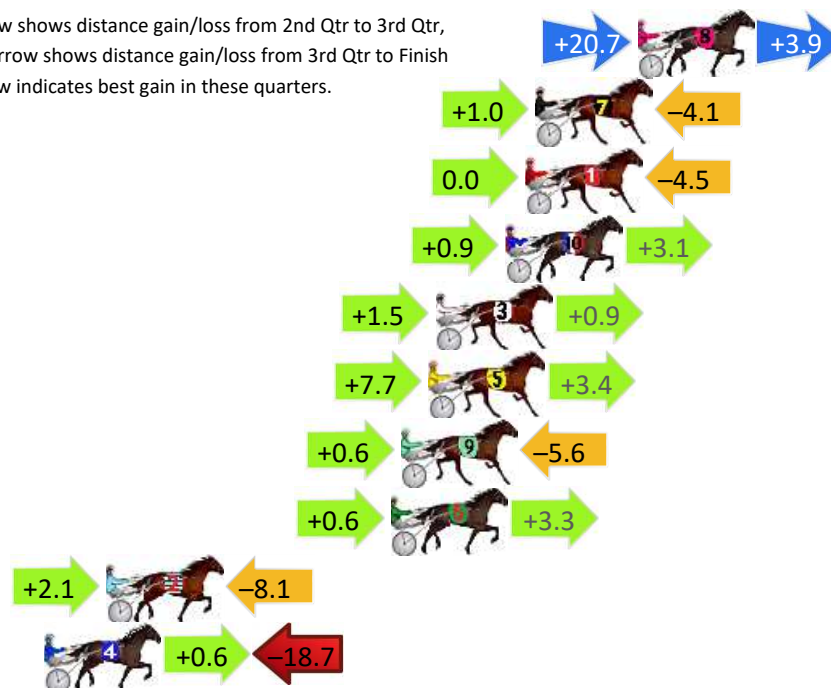 w shows distance gain/loss from 2nd Qtr to 3rd Qtr,
rrow shows distance gain/loss from 3rd Qtr to Finish
w indicates best gain in these quarters.
+20.7 8 +3.9
+1.0 7 –4.1
0.0 1 –4.5
+0.9 10 +3.1
+1.5 3 +0.9
+7.7 5 +3.4
+0.6 9 –5.6
+0.6 6 +3.3
+2.1 2 –8.1
4 +0.6 –18.7